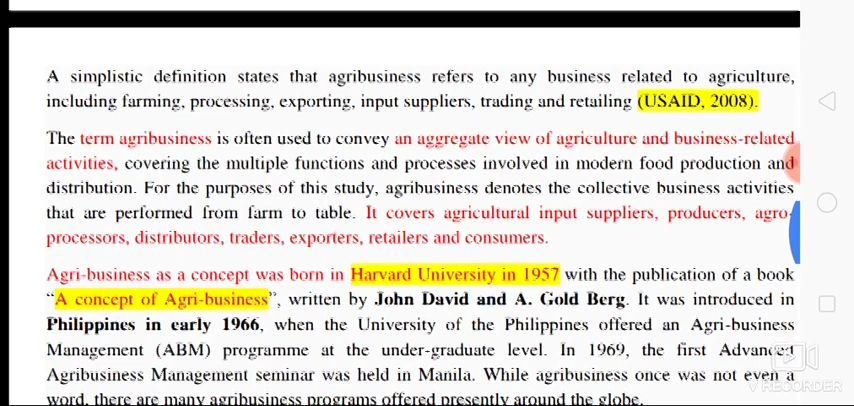 A simplistic definition states that agribusiness refers to any business related to agriculture,
including farming, processing, exporting, input suppliers, trading and retailing (USAID, 2008).
The term agribusiness is often used to convey an aggregate view of agriculture and business-related
activities, covering the multiple functions and processes involved in modern food production and
distribution. For the purposes of this study, agribusiness denotes the collective business activities
that are performed from farm to table. It covers agricultural input suppliers, producers, agro-
processors, distributors, traders, exporters, retailers and consumers.
Agri-business as a concept was born in Harvard University in 1957 with the publication of a book
“A concept of Agri-business”, written by John David and A. Gold Berg. It was introduced in
Philippines in early 1966, when the University of the Philippines offered an Agri-business
Management (ABM) programme at the under-graduate level. In 1969, the first Advanced
Agribusiness Management seminar was held in Manila. While agribusiness once was not even a
word, there are many agribusiness programs offered presently around the globe.
V RECORDER